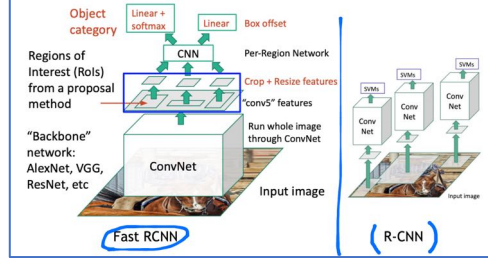 Object
category
Linear +
softmax
Linear
Box offset
CNN
Per-Region Network
Regions of
Interest (RoIs)
from a proposal
method
Crop + Resize features
"conv5" features
"Backbone"
network:
AlexNet, VGG,
ResNet, etc
Run whole image
through ConvNet
ConvNet
Input image
Fast RCNN
SVMs
SVMs
SVMs
Conv
Net
Conv
Net
Conv
Net
Input image
(R-CNN)